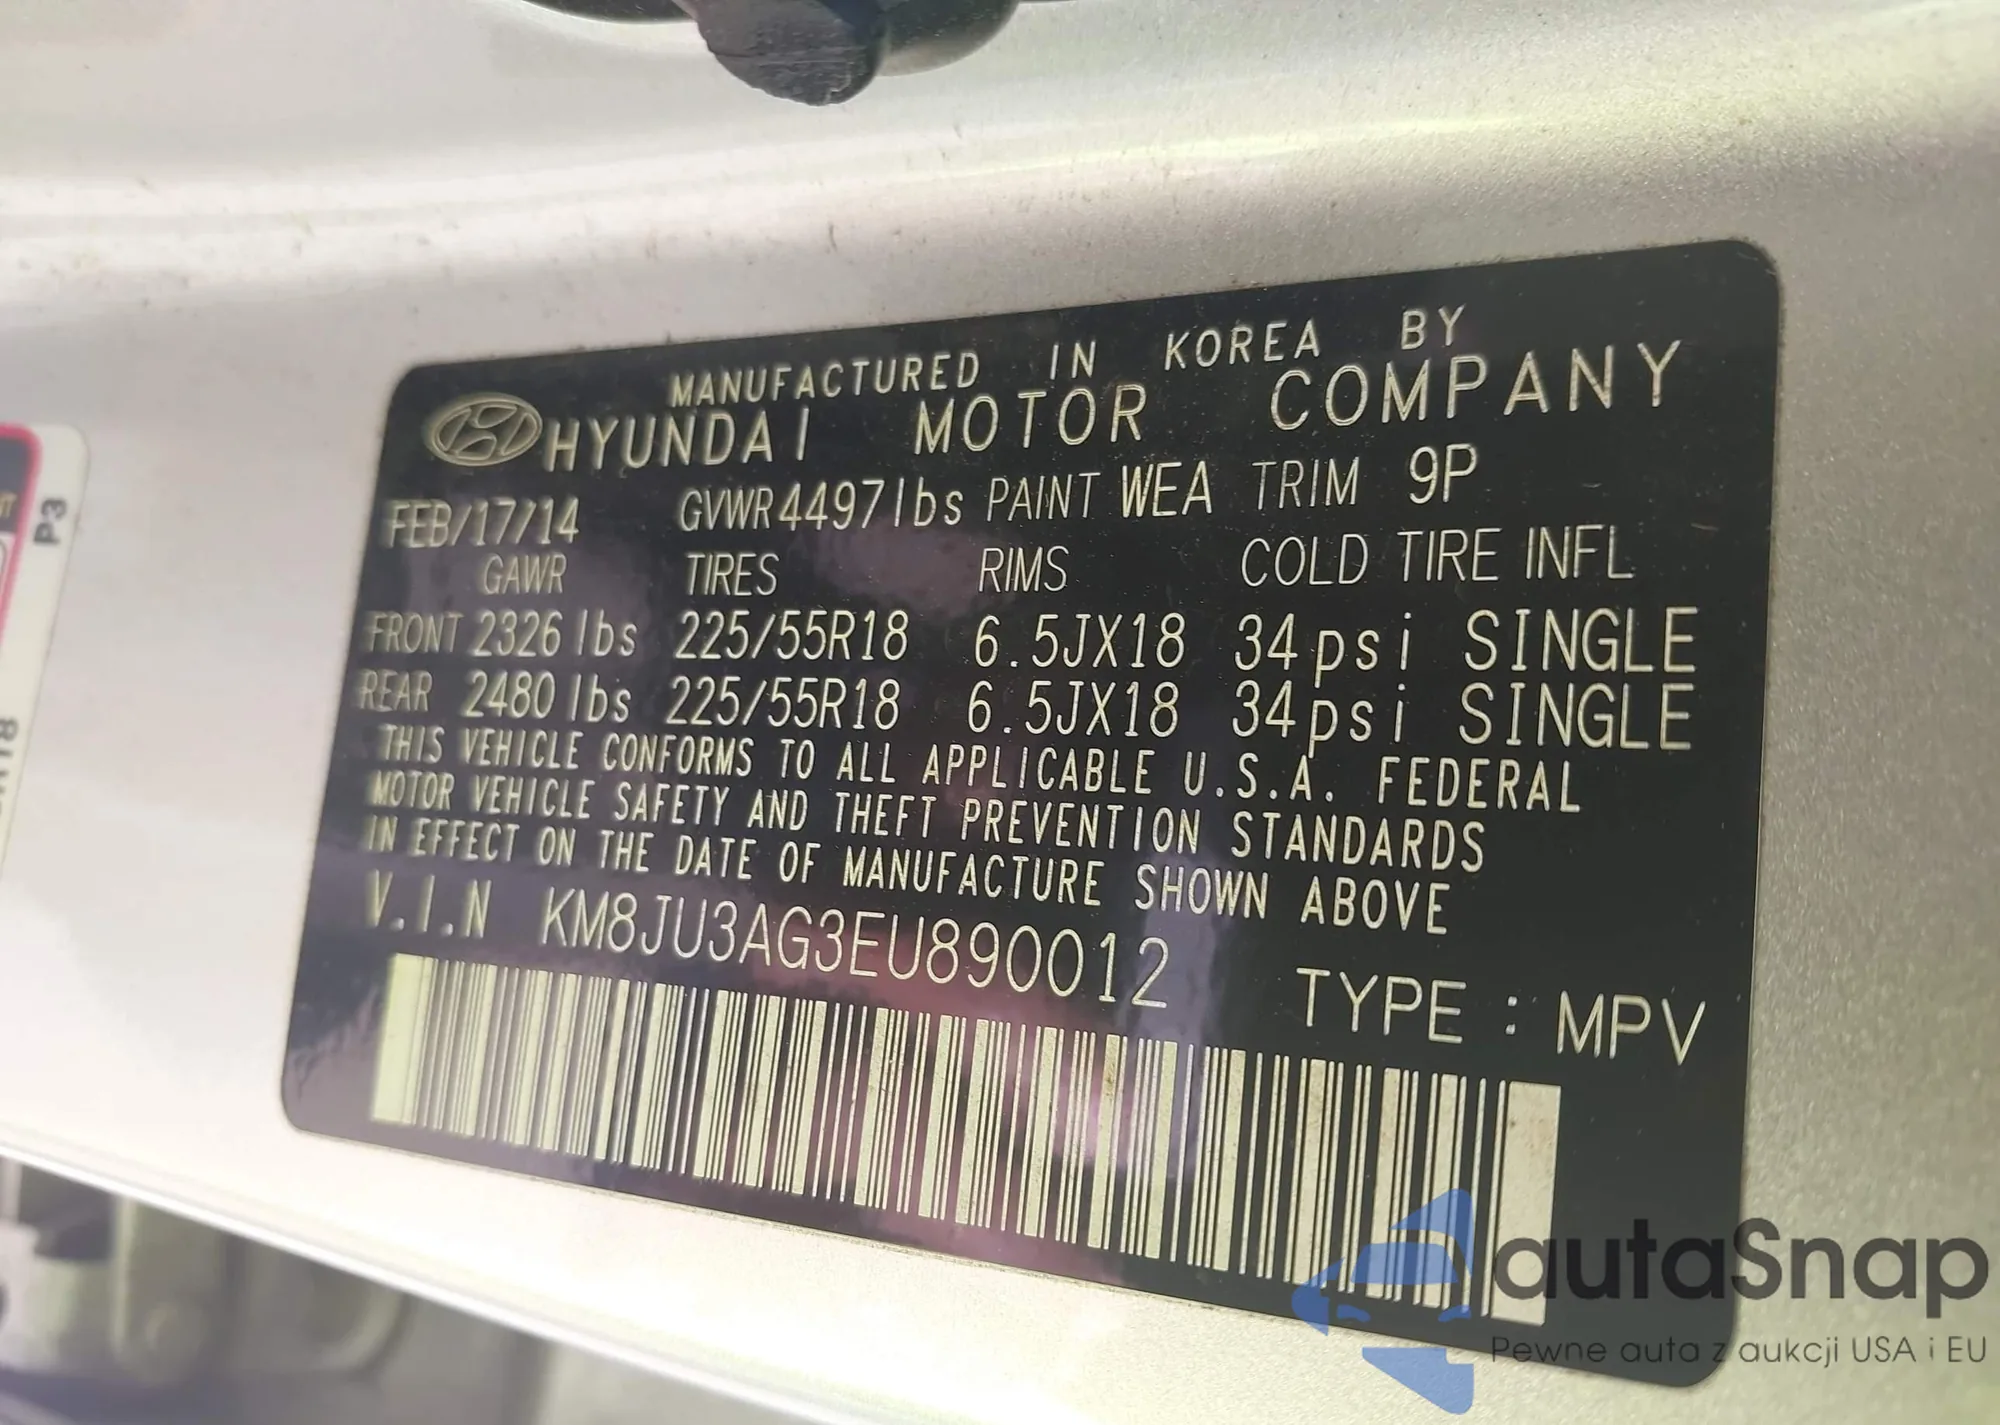 MANUFACTURED IN KOREA BY
HYUNDAI MOTOR COMPANY
FEB/17/14 GVWR 4497lbs PAINT WEA TRIM 9P
GAWR TIRES RIMS COLD TIRE INFL
FRONT 2326 lbs 225/55R18 6.5JX18 34psi SINGLE
REAR 2480 lbs 225/55R18 6.5JX18 34psi SINGLE
THIS VEHICLE CONFORMS TO ALL APPLICABLE U.S.A. FEDERAL
MOTOR VEHICLE SAFETY AND THEFT PREVENTION STANDARDS
IN EFFECT ON THE DATE OF MANUFACTURE SHOWN ABOVE
V.I.N KM8JU3AG3EU890012
TYPE : MPV
P3
autaSnap
Pewne auta z aukcji USA i EU